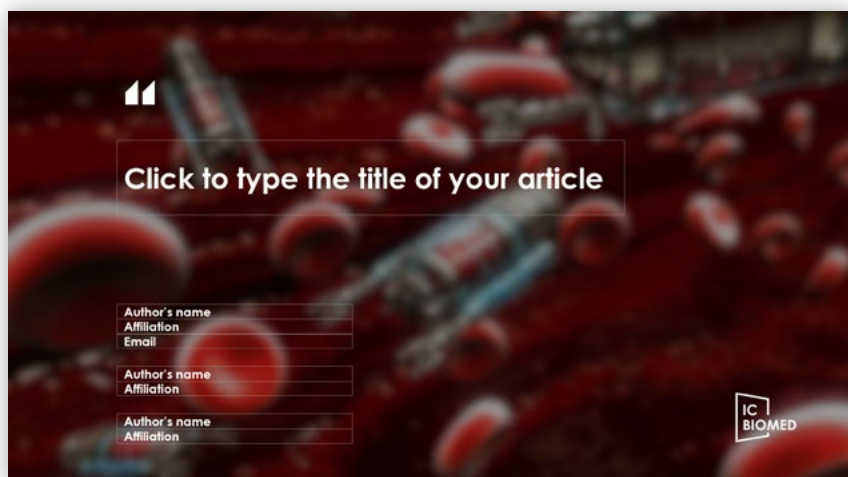 “
Click to type the title of your article
Author's name
Affiliation
Email
Author's name
Affiliation
Author's name
Affiliation
IC
BIOMED